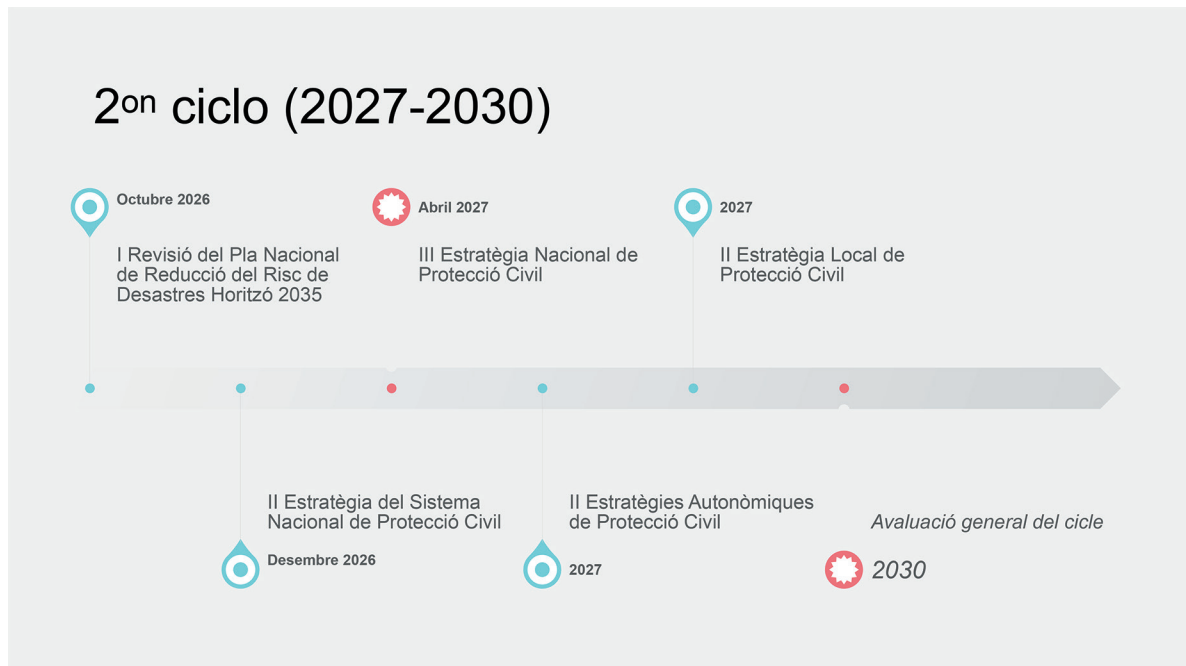 2on ciclo (2027-2030)
Octubre 2026
I Revisió del Pla Nacional
de Reducció del Risc de
Desastres Horitzó 2035
Abril 2027
III Estratègia Nacional de
Protecció Civil
2027
II Estratègia Local de
Protecció Civil
II Estratègia del Sistema
Nacional de Protecció Civil
Desembre 2026
II Estratègies Autonòmiques
de Protecció Civil
2027
Avaluació general del cicle
2030